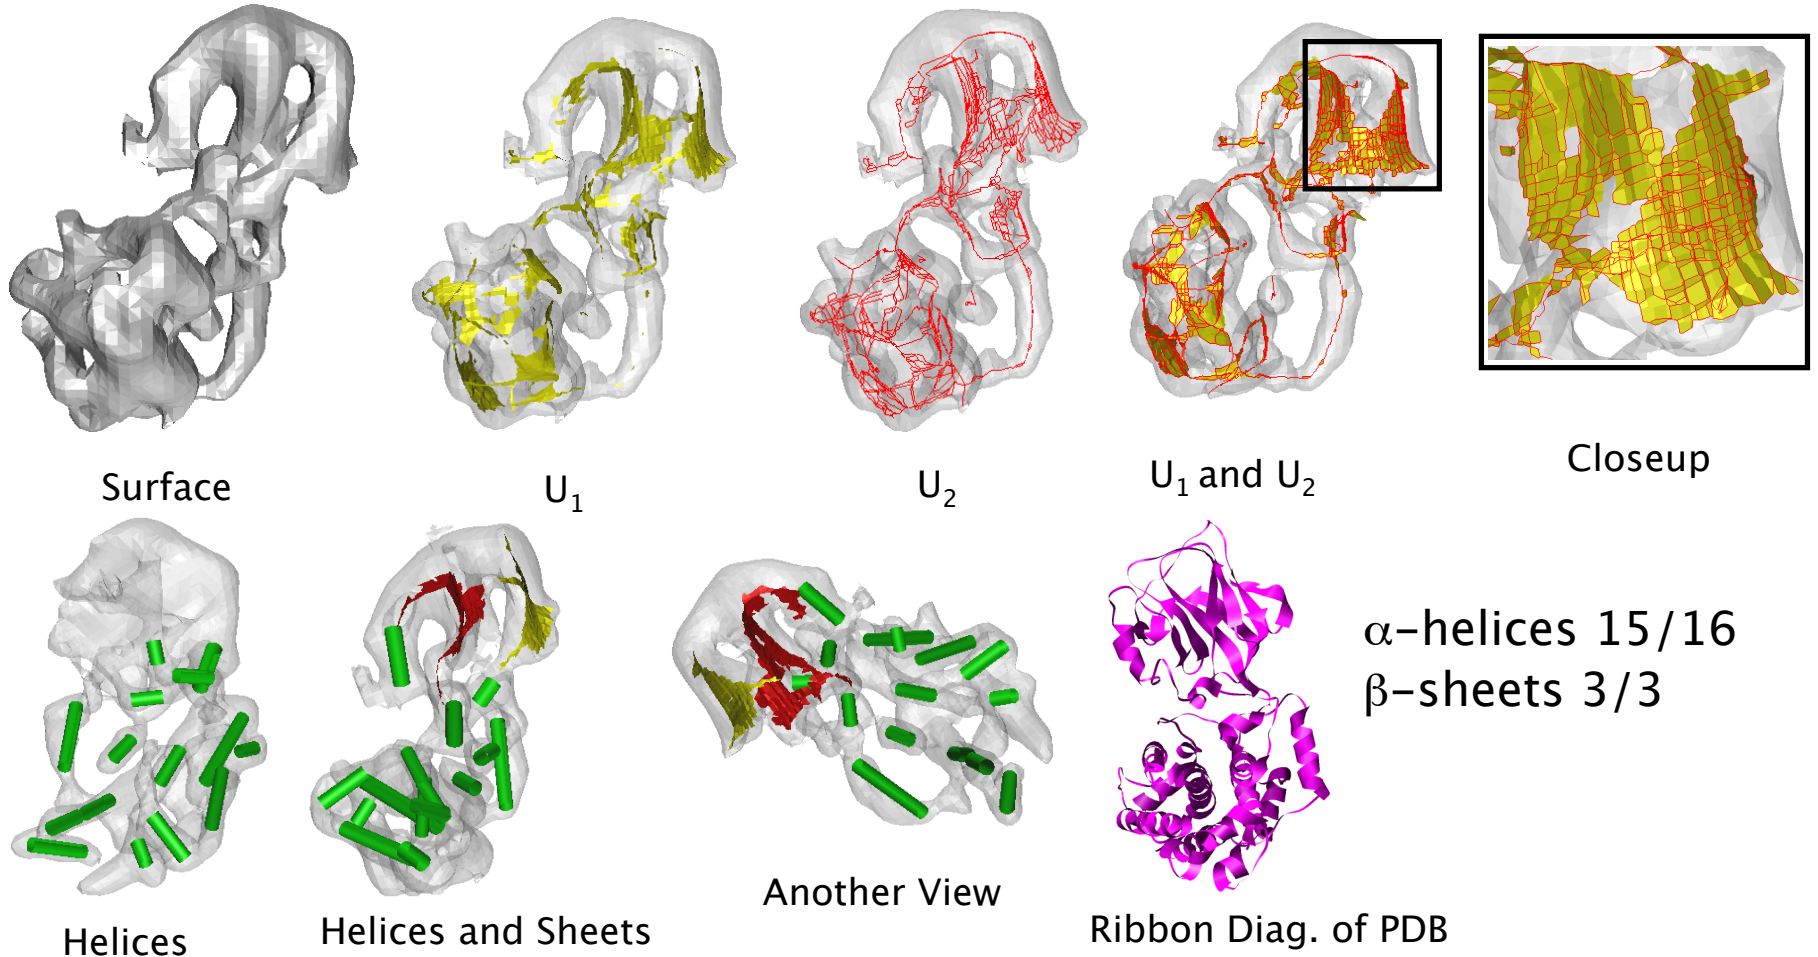 Surface
U₁
U₂
U₁ and U₂
Closeup
Helices
Helices and Sheets
Another View
Ribbon Diag. of PDB
α-helices 15/16
β-sheets 3/3